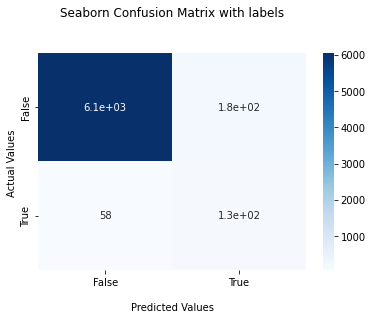 Seaborn Confusion Matrix with labels
Actual Values
False
True
6.1e+03
1.8e+02
58
1.3e+02
False
True
Predicted Values
6000
5000
4000
3000
2000
1000